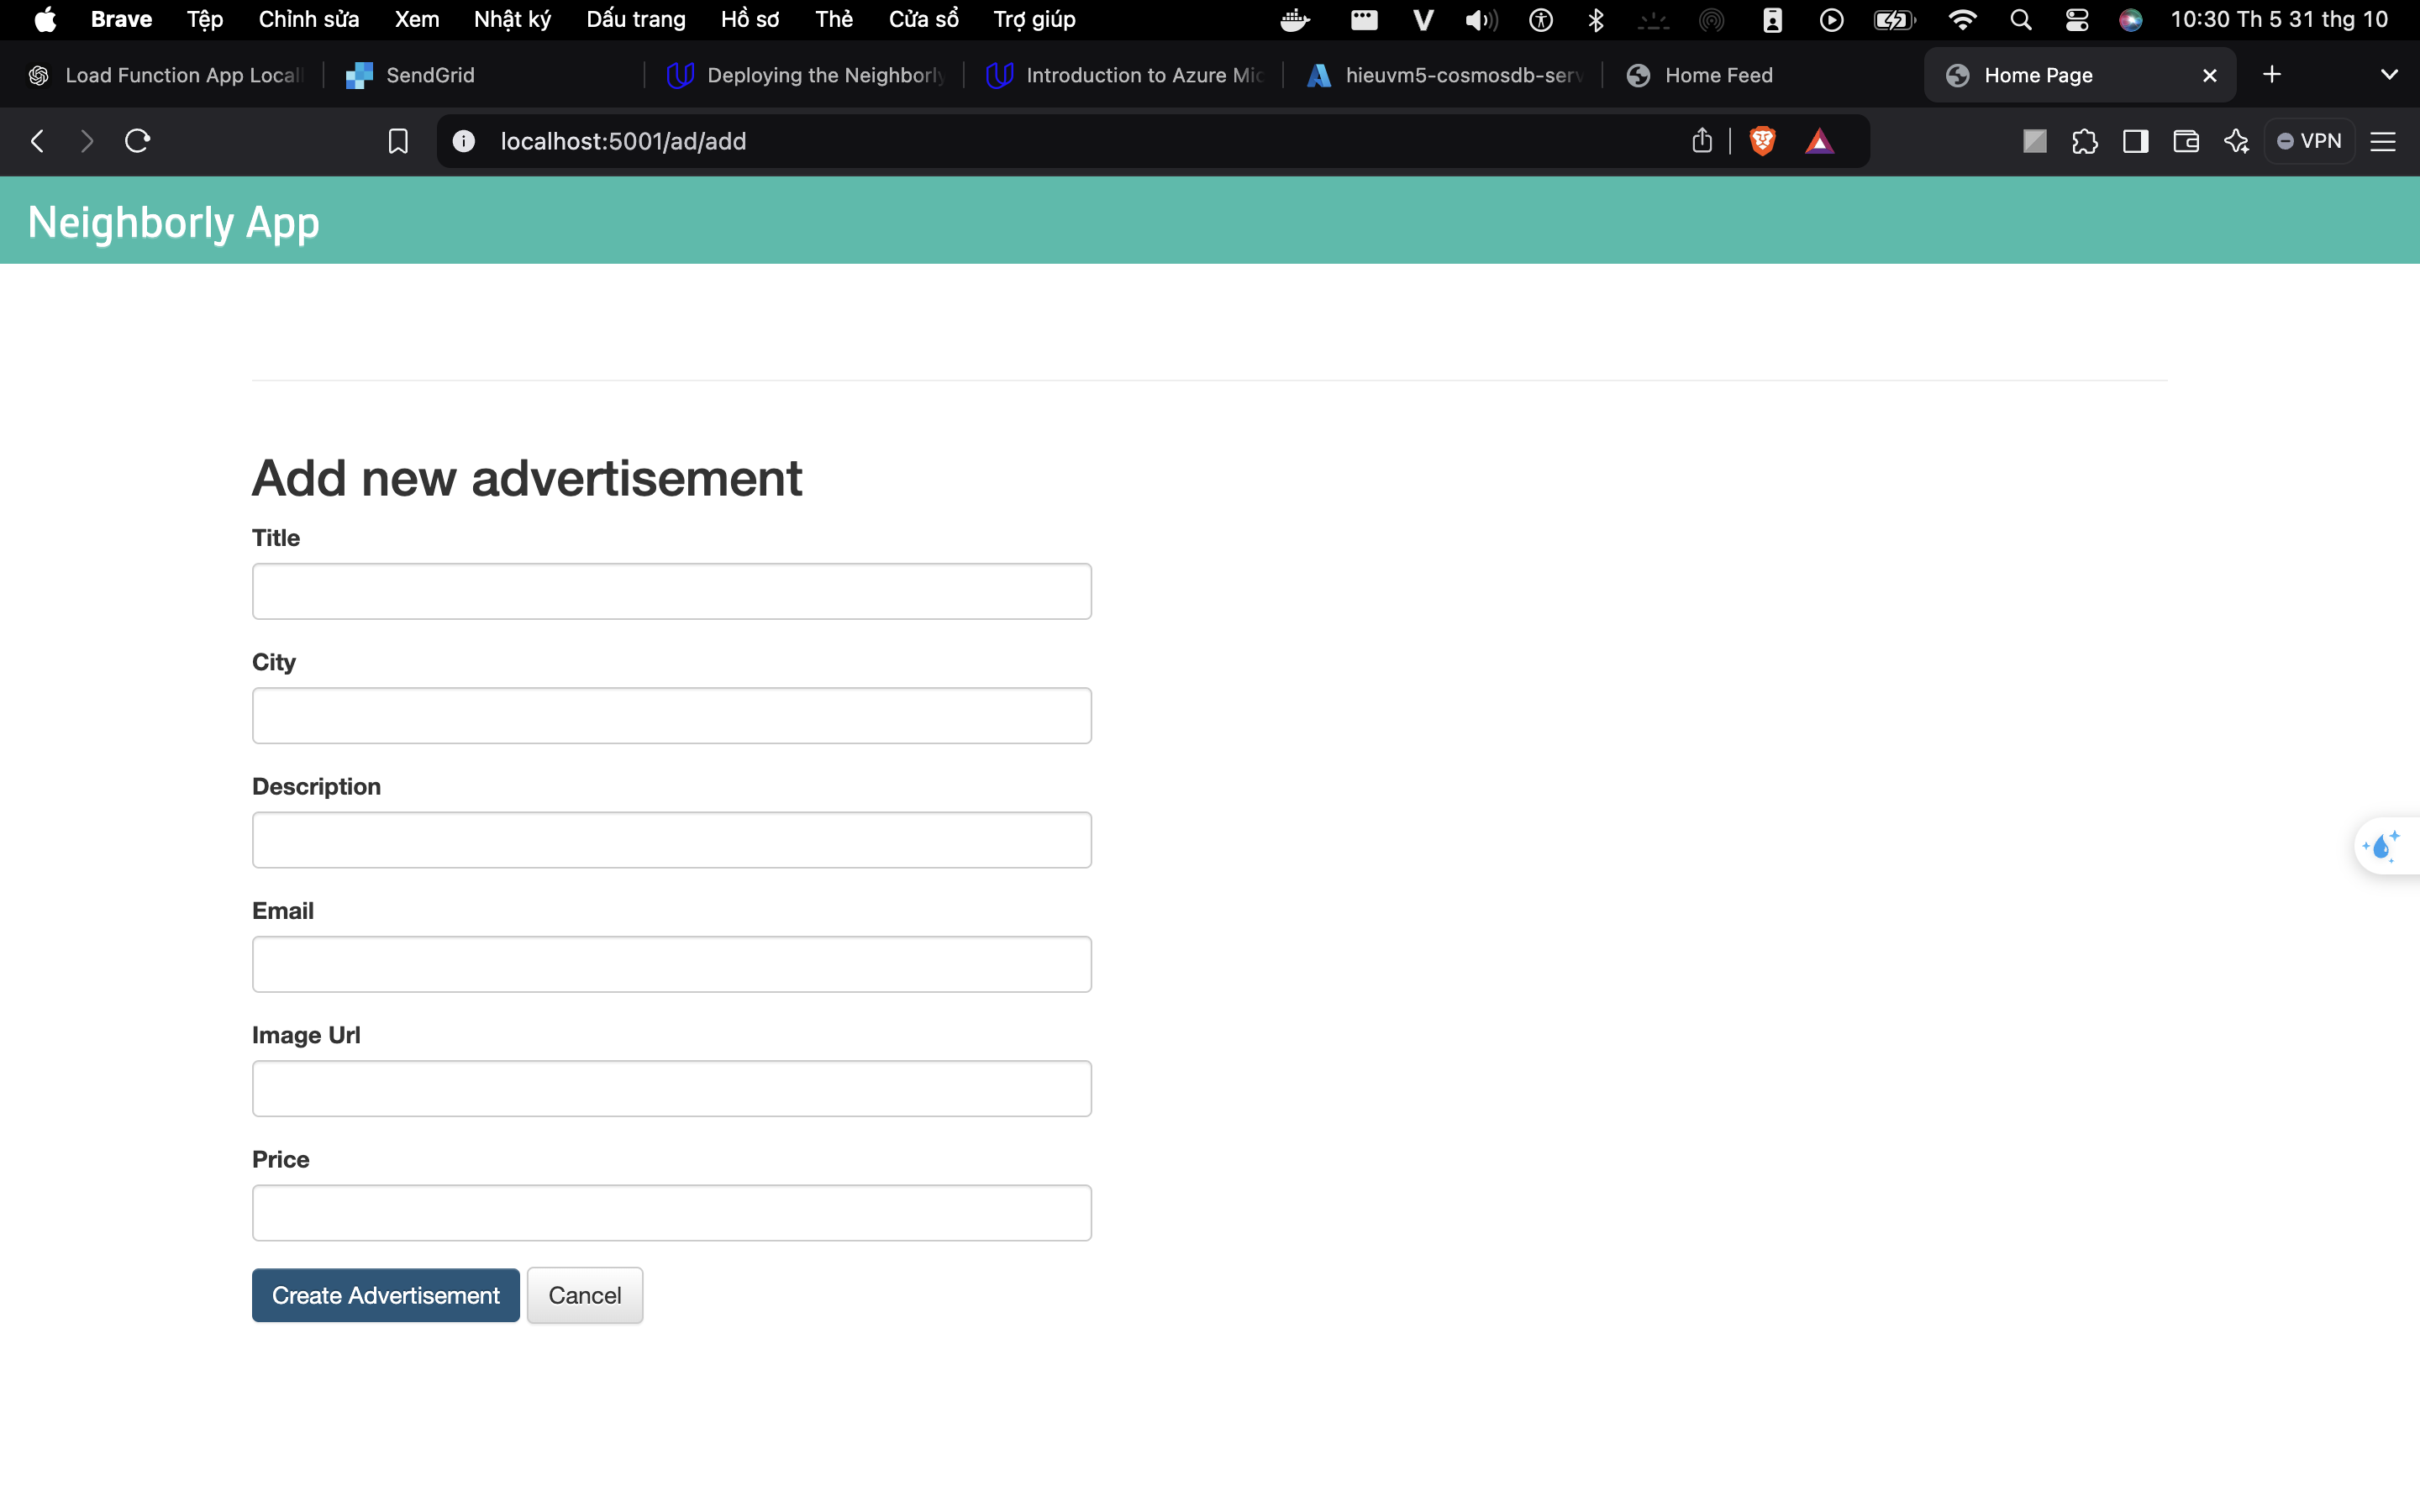 Brave Tệp Chỉnh sửa Xem Nhật ký Dấu trang Hồ sơ Thẻ Cửa sổ Trợ giúp 10:30 Th 5 31 thg 10
Load Function App Local SendGrid Deploying the Neighborly Introduction to Azure Mic hieuvm5-cosmosdb-serv Home Feed Home Page
localhost:5001/ad/add VPN
Neighborly App
Add new advertisement
Title
City
Description
Email
Image Url
Price
Create Advertisement Cancel